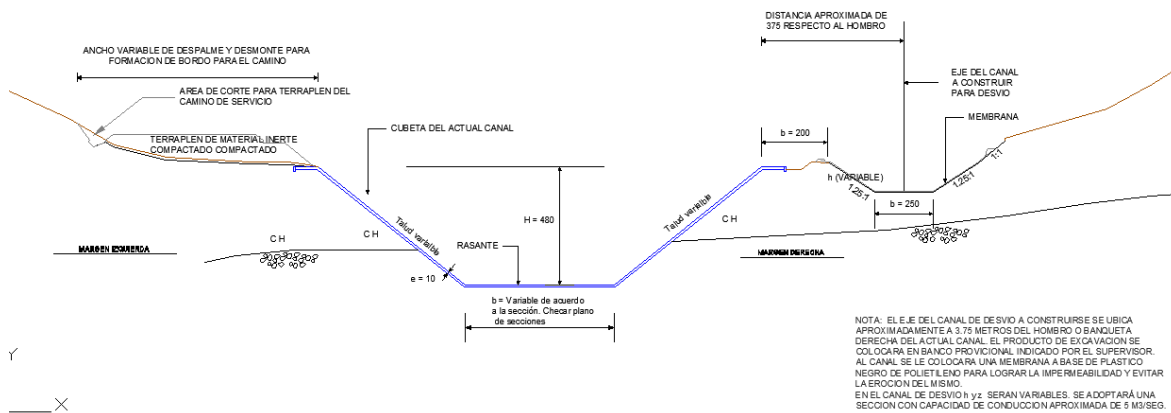 DISTANCIA APROXIMADA DE
375 RESPECTO AL HOMBRO
ANCHO VARIABLE DE DESPALME Y DESMONTE PARA
FORMACION DE BORDO PARA EL CAMINO
AREA DE CORTE PARA TERRAPLEN DEL
CAMINO DE SERVICIO
EJE DEL CANAL
A CONSTRUIR
PARA DESVIO
MEMBRANA
CUBETA DEL ACTUAL CANAL
TERRAPLEN DE MATERIAL INERTE
COMPACTADO COMPACTADO
b = 200
1:1
h (VARIABLE)
1.25:1
1.25:1
b = 250
H = 480
Talud varialble
Talud varialble
C H
C H
C H
RASANTE
MARGEN IZQUIERDA
MARGEN DERECHA
e = 10
b = Variable de acuerdo
a la sección. Checar plano
de secciones
NOTA: EL EJE DEL CANAL DE DESVIO A CONSTRUIRSE SE UBICA
APROXIMADAMENTE A 3.75 METROS DEL HOMBRO O BANQUETA
DERECHA DEL ACTUAL CANAL. EL PRODUCTO DE EXCAVACION SE
COLOCARA EN BANCO PROVICIONAL INDICADO POR EL SUPERVISOR.
AL CANAL SE LE COLOCARA UNA MEMBRANA A BASE DE PLASTICO
NEGRO DE POLIETILENO PARA LOGRAR LA IMPERMEABILIDAD Y EVITAR
LA EROCION DEL MISMO.
EN EL CANAL DE DESVIO h y z SERAN VARIABLES. SE ADOPTARÁ UNA
SECCION CON CAPACIDAD DE CONDUCCION APROXIMADA DE 5 M3/SEG.
Y
X